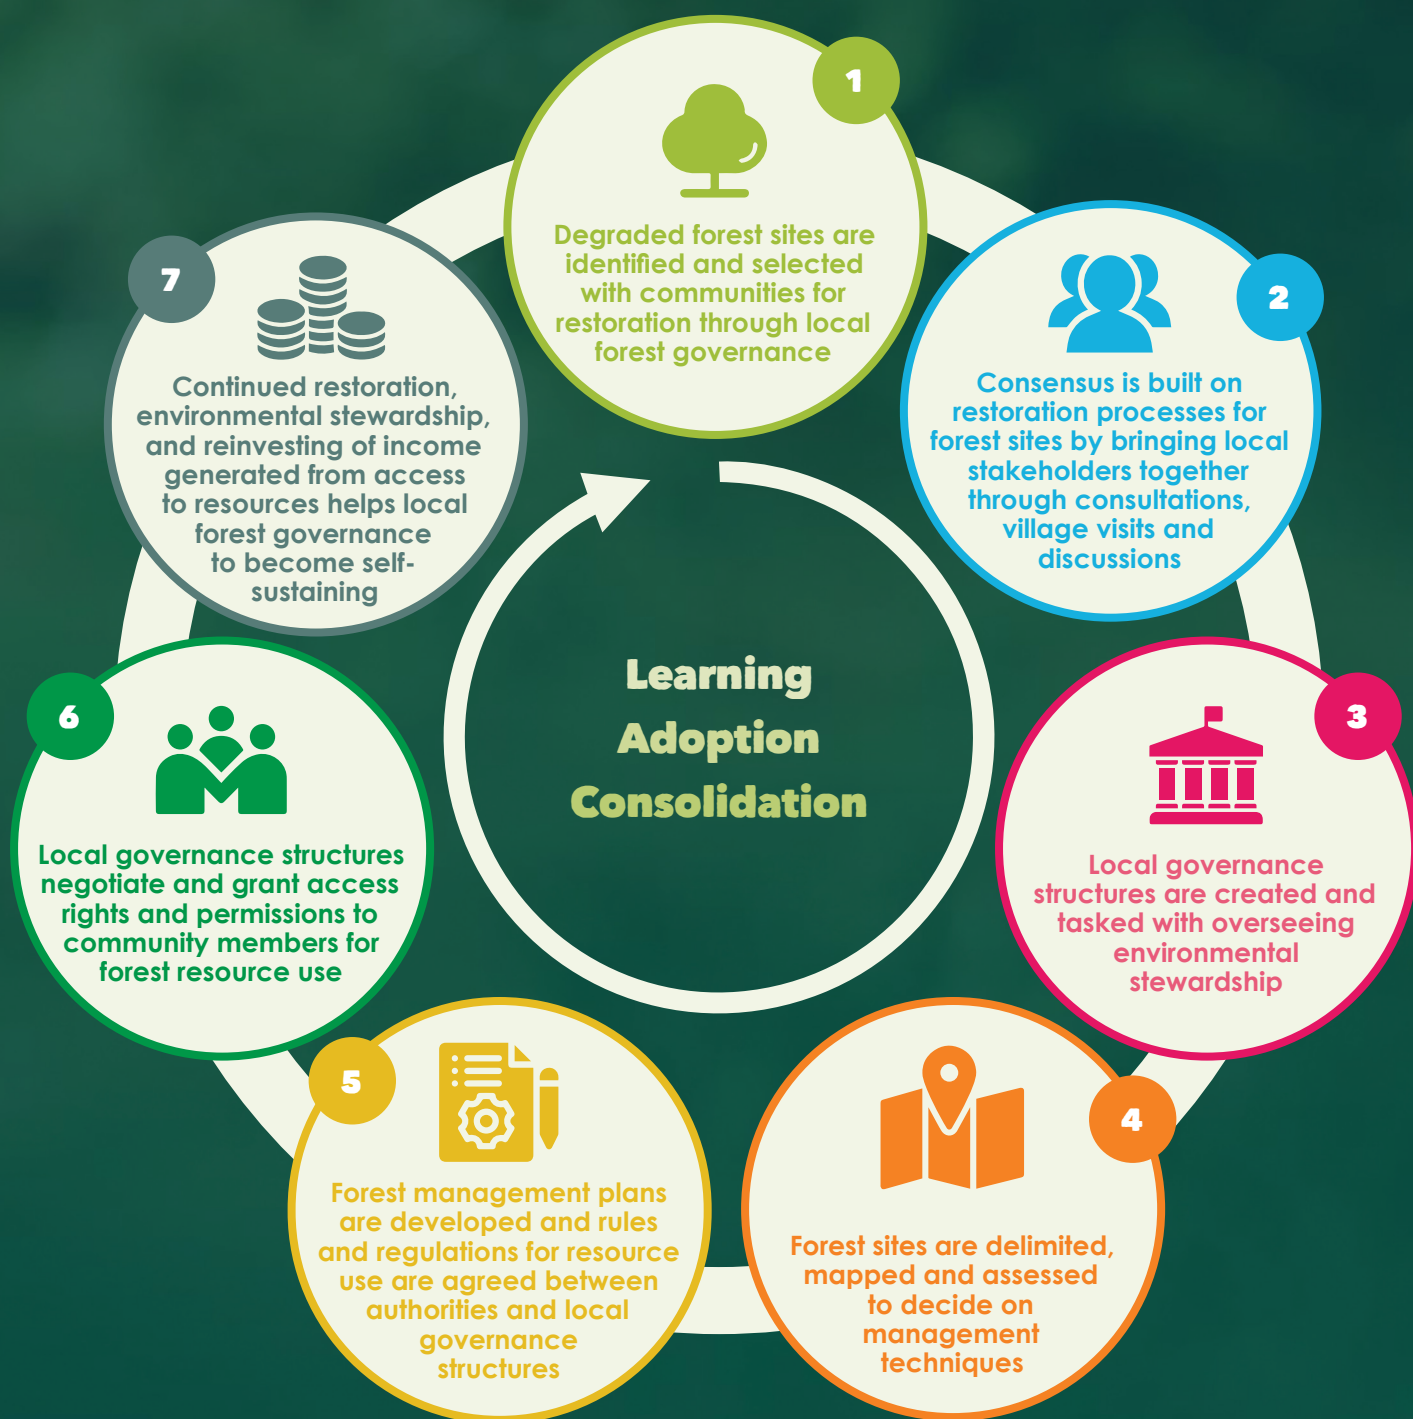 1
Degraded forest sites are
identified and selected
with communities for
restoration through local
forest governance
2
Consensus is built on
restoration processes for
forest sites by bringing local
stakeholders together
through consultations,
village visits and
discussions
3
Local governance
structures are created and
tasked with overseeing
environmental
stewardship
4
Forest sites are delimited,
mapped and assessed
to decide on
management
techniques
5
Forest management plans
are developed and rules
and regulations for resource
use are agreed between
authorities and local
governance
structures
6
Local governance structures
negotiate and grant access
rights and permissions to
community members for
forest resource use
7
Continued restoration,
environmental stewardship,
and reinvesting of income
generated from access
to resources helps local
forest governance
to become self-
sustaining
Learning
Adoption
Consolidation